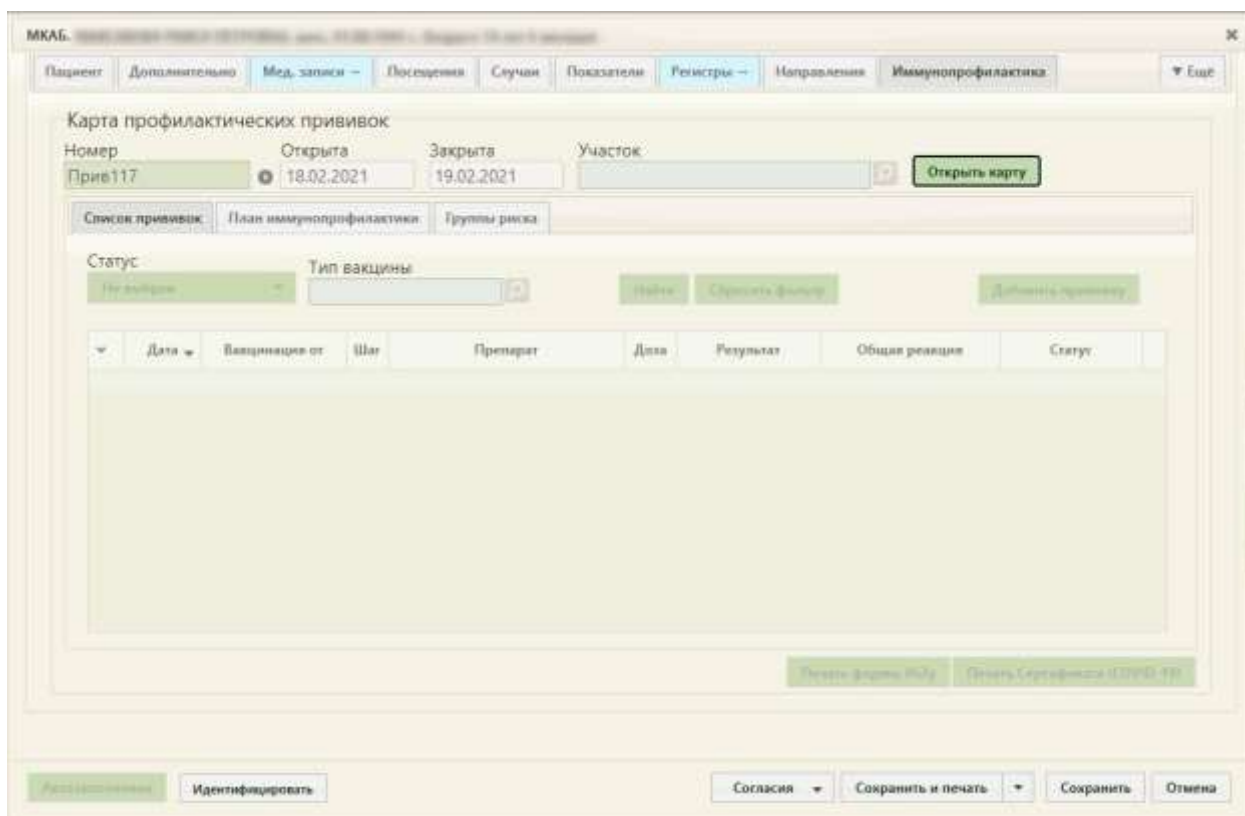 МКАБ.
Пациент Дополнительно Мед. записи Посещения Случаи Показатели Регистры Направления Иммунопрофилактика Ещё
Карта профилактических прививок
Номер Открыта Закрыта Участок
Прив117 18.02.2021 19.02.2021 Открыть карту
Список прививок План иммунопрофилактики Группы риска
Статус Тип вакцины
Не выбран Найти Сбросить фильтр Добавить прививку
Дата Вакцинация от Шаг Препарат Доза Результат Общая реакция Статус
Печать Сертификата (COVID-19)
Идентифицировать Согласия Сохранить и печать Сохранить Отмена